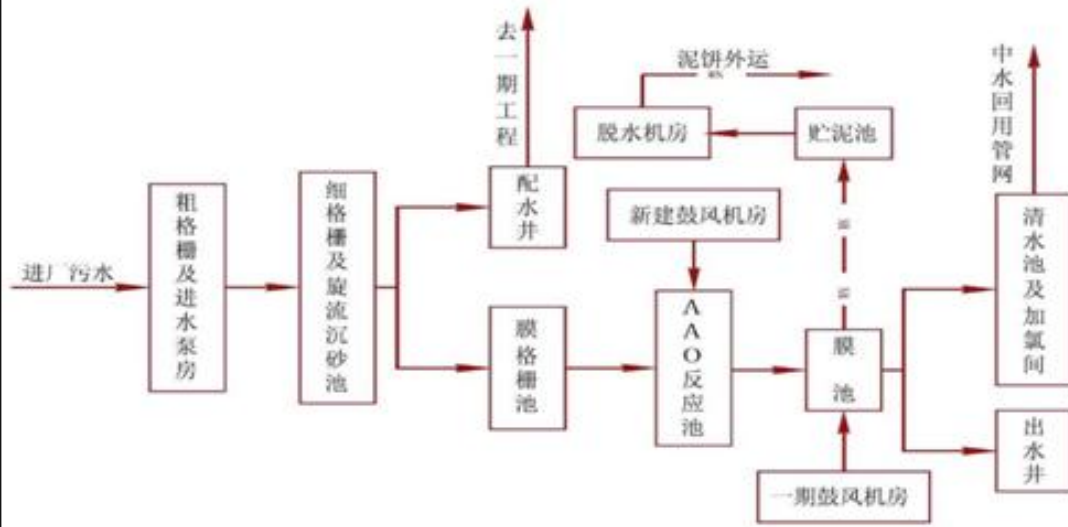 去一期工程
泥饼外运
中水回用管网
脱水机房
贮泥池
粗格栅及进水泵房
细格栅及旋流沉砂池
配水井
新建鼓风机房
清水池及加氯间
进厂污水
膜格栅池
AAO反应池
膜池
出水井
一期鼓风机房